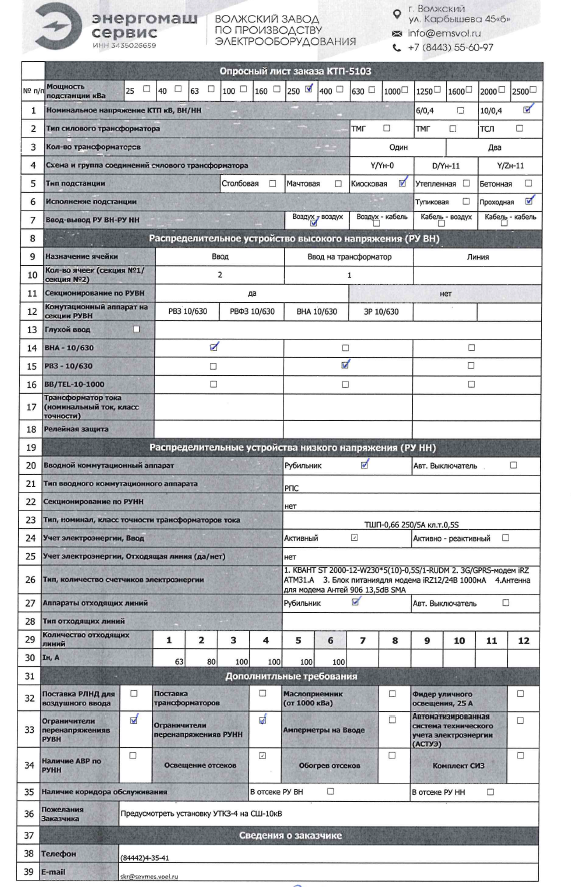 энергомаш
сервис
ИНН 3435026659
ВОЛЖСКИЙ ЗАВОД
ПО ПРОИЗВОДСТВУ
ЭЛЕКТРООБОРУДОВАНИЯ
г. Волжский
ул. Карбышева 45«б»
info@emsvol.ru
+7 (8443) 55-60-97
Опросный лист заказа КТП-5103
№ п/п Мощность подстанции кВа 25 40 63 100 160 250 400 630 1000 1250 1600 2000 2500
1 Номинальное напряжение КТП кВ, ВН/НН 6/0,4 10/0,4
2 Тип силового трансформатора ТМГ ТМГ ТСЛ
3 Кол-во трансформаторов Один Два
4 Схема и группа соединений силового трансформатора Y/Yн-0 D/Yн-11 Y/Zн-11
5 Тип подстанции Столбовая Мачтовая Киосковая Утепленная Бетонная
6 Исполнение подстанции Тупиковая Проходная
7 Ввод-вывод РУ ВН-РУ НН Воздух - воздух Воздух - кабель Кабель - воздух Кабель - кабель
8 Распределительное устройство высокого напряжения (РУ ВН)
9 Назначение ячейки Ввод Ввод на трансформатор Линия
10 Кол-во ячеек (секция №1/ секция №2) 2 1
11 Секционирование по РУВН да нет
12 Комутационный аппарат на секции РУВН РВЗ 10/630 РВФЗ 10/630 ВНА 10/630 ЗР 10/630
13 Глухой ввод
14 ВНА - 10/630
15 РВЗ - 10/630
16 BB/TEL-10-1000
17 Трансформатор тока (номинальный ток, класс точности)
18 Релейная защита
19 Распределительные устройства низкого напряжения (РУ НН)
20 Вводной коммутационный аппарат Рубильник Авт. Выключатель
21 Тип вводного коммутационного аппарата РПС
22 Секционирование по РУНН нет
23 Тип, номинал, класс точности трансформаторов тока ТШП-0,66 250/5А кл.т.0,5S
24 Учет электроэнергии, Ввод Активный Активно - реактивный
25 Учет электроэнергии, Отходящая линия (да/нет) нет
26 Тип, количество счетчиков электроэнергии 1. КВАНТ ST 2000-12-W230*5(10)-0,5S/1-RUDM 2. 3G/GPRS-модем iRZ
ATM31.A 3. Блок питаниядля модема iRZ12/24В 1000мА 4.Антенна
для модема Антей 906 13,5dB SMA
27 Аппараты отходящих линий Рубильник Авт. Выключатель
28 Тип отходящих линий
29 Количество отходящих линий 1 2 3 4 5 6 7 8 9 10 11 12
30 Iн, А 63 80 100 100 100 100
31 Дополнитльные требования
32 Поставка РЛНД для воздушного ввода Поставка трансформаторов Маслоприемник (от 1000 кВа) Фидер уличного освещения, 25 А
33 Ограничители перенапряжения РУВН Ограничители перенапряжения РУНН Амперметры на Вводе Автоматизированная система технического учета электроэнергии (АСТУЭ)
34 Наличие АВР по РУНН Освещение отсеков Обогрев отсеков Комплект СИЗ
35 Наличие коридора обслуживания В отсеке РУ ВН В отсеке РУ НН
36 Пожелания Заказчика Предусмотреть установку УТКЗ-4 на СШ-10кВ
37 Сведения о заказчике
38 Телефон (84442)4-35-41
39 E-mail skr@sevmes.voel.ru